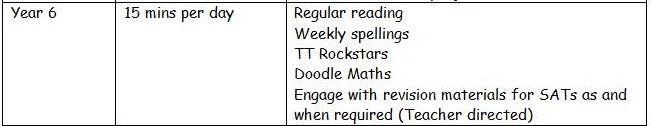 Year 6 15 mins per day Regular reading
Weekly spellings
TT Rockstars
Doodle Maths
Engage with revision materials for SATs as and
when required (Teacher directed)